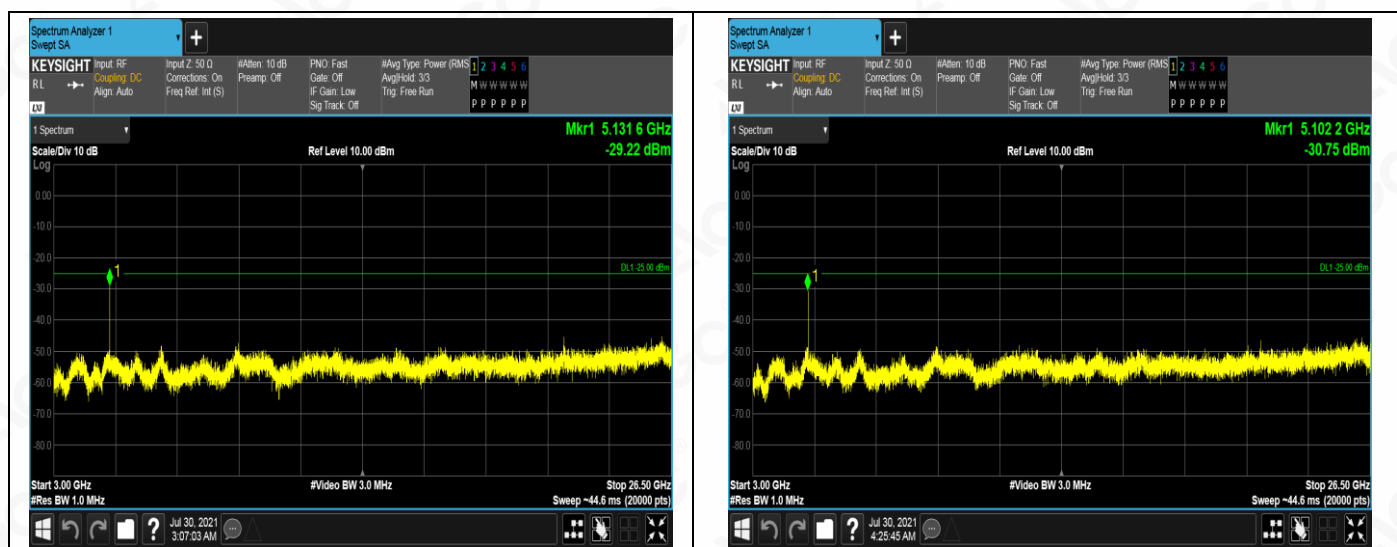 Spectrum Analyzer 1
Swept SA
+
KEYSIGHT
RL
LXI
Input: RF
Coupling: DC
Align: Auto
Input Z: 50 Ω
Corrections: On
Freq Ref: Int (S)
#Atten: 10 dB
Preamp: Off
PNO: Fast
Gate: Off
IF Gain: Low
Sig Track: Off
#Avg Type: Power (RMS
Avg|Hold: 3/3
Trig: Free Run
1 2 3 4 5 6
M W W W W W
P P P P P P
1 Spectrum
Mkr1 5.131 6 GHz
-29.22 dBm
Scale/Div 10 dB
Ref Level 10.00 dBm
Log
0.00
-10.0
-20.0
DL1 -25.00 dBm
1
-30.0
-40.0
-50.0
-60.0
-70.0
-80.0
Start 3.00 GHz
#Video BW 3.0 MHz
Stop 26.50 GHz
#Res BW 1.0 MHz
Sweep ~44.6 ms (20000 pts)
?
Jul 30, 2021
3:07:03 AM
Spectrum Analyzer 1
Swept SA
+
KEYSIGHT
RL
LXI
Input: RF
Coupling: DC
Align: Auto
Input Z: 50 Ω
Corrections: On
Freq Ref: Int (S)
#Atten: 10 dB
Preamp: Off
PNO: Fast
Gate: Off
IF Gain: Low
Sig Track: Off
#Avg Type: Power (RMS
Avg|Hold: 3/3
Trig: Free Run
1 2 3 4 5 6
M W W W W W
P P P P P P
1 Spectrum
Mkr1 5.102 2 GHz
-30.75 dBm
Scale/Div 10 dB
Ref Level 10.00 dBm
Log
0.00
-10.0
-20.0
DL1 -25.00 dBm
1
-30.0
-40.0
-50.0
-60.0
-70.0
-80.0
Start 3.00 GHz
#Video BW 3.0 MHz
Stop 26.50 GHz
#Res BW 1.0 MHz
Sweep ~44.6 ms (20000 pts)
?
Jul 30, 2021
4:25:45 AM